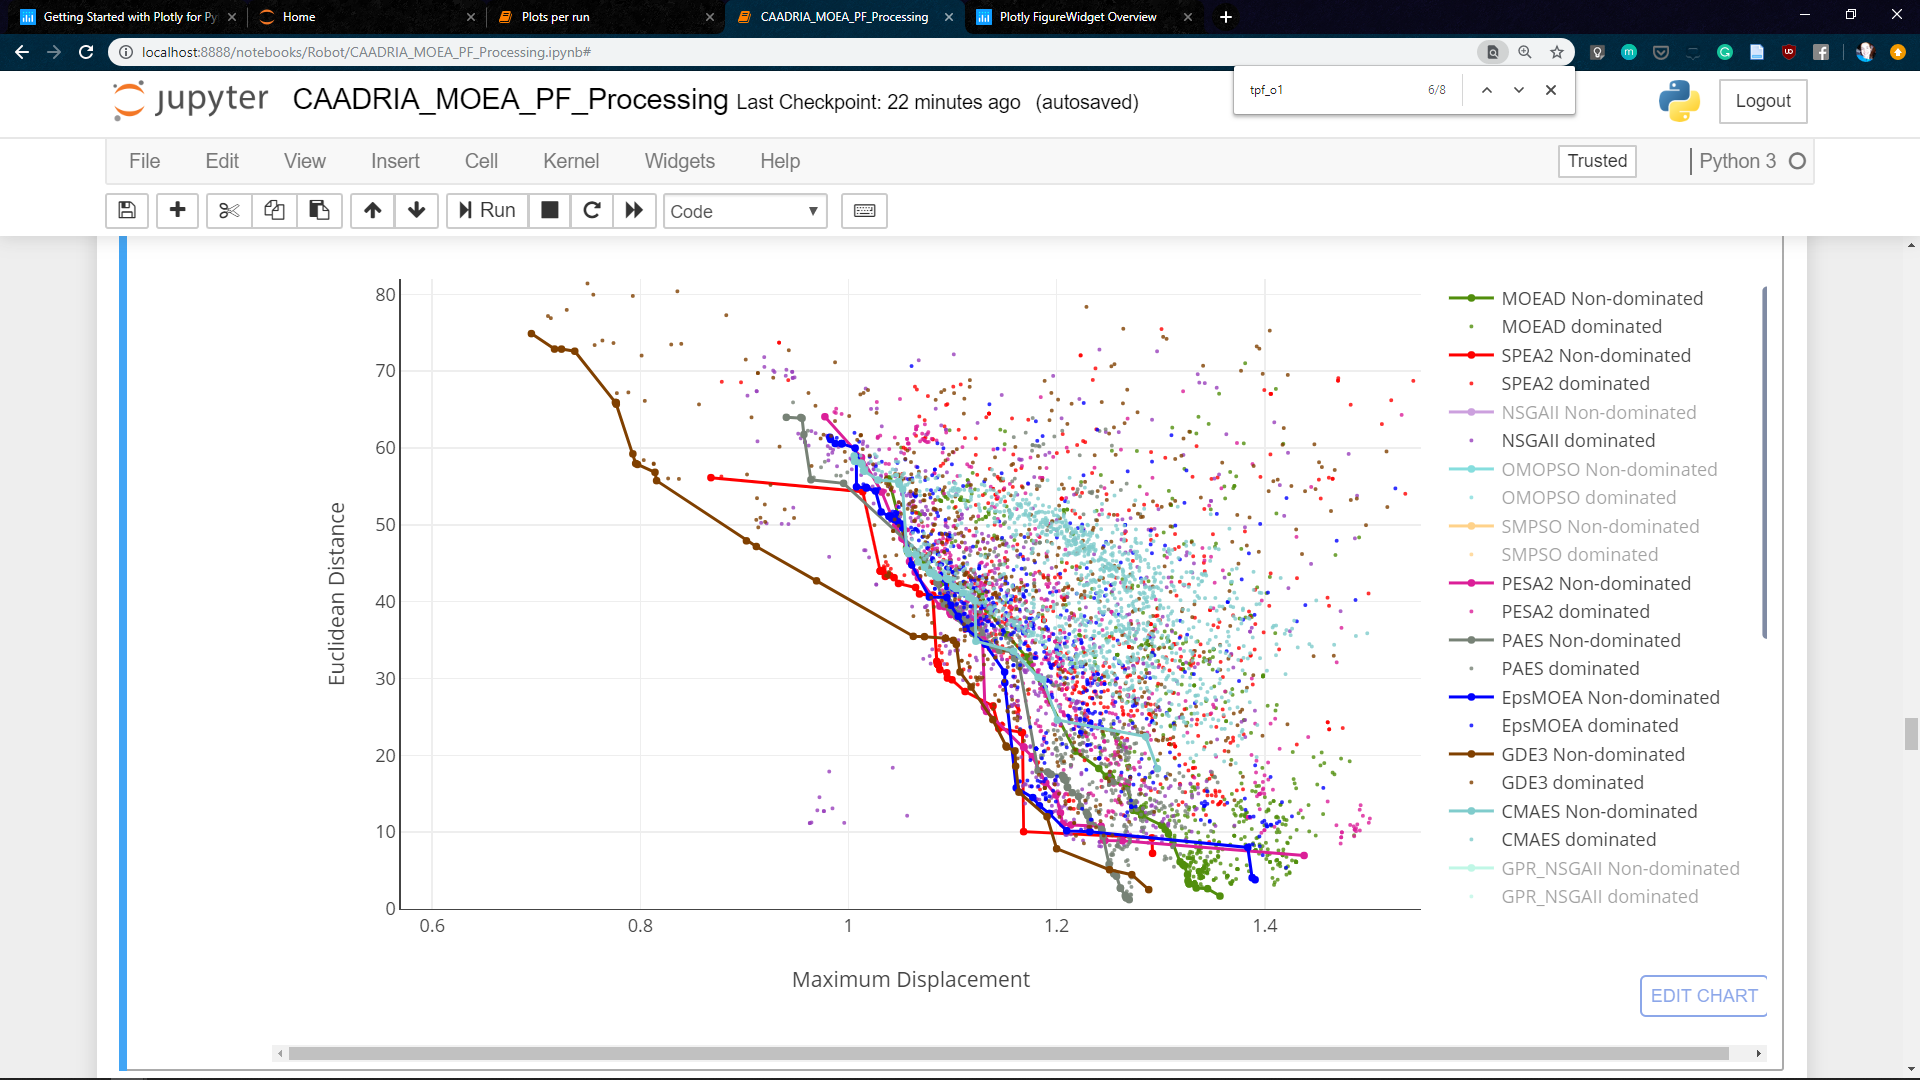 Getting Started with Plotly for Py
Home
Plots per run
CAADRIA_MOEA_PF_Processing
Plotly FigureWidget Overview
localhost:8888/notebooks/Robot/CAADRIA_MOEA_PF_Processing.ipynb#
tpf_o1 6/8
jupyter CAADRIA_MOEA_PF_Processing Last Checkpoint: 22 minutes ago (autosaved)
Logout
File Edit View Insert Cell Kernel Widgets Help
Trusted Python 3
Run Code
80
70
60
50
40
30
20
10
0
Euclidean Distance
0.6 0.8 1 1.2 1.4
Maximum Displacement
MOEAD Non-dominated
MOEAD dominated
SPEA2 Non-dominated
SPEA2 dominated
NSGAII Non-dominated
NSGAII dominated
OMOPSO Non-dominated
OMOPSO dominated
SMPSO Non-dominated
SMPSO dominated
PESA2 Non-dominated
PESA2 dominated
PAES Non-dominated
PAES dominated
EpsMOEA Non-dominated
EpsMOEA dominated
GDE3 Non-dominated
GDE3 dominated
CMAES Non-dominated
CMAES dominated
GPR_NSGAII Non-dominated
GPR_NSGAII dominated
EDIT CHART